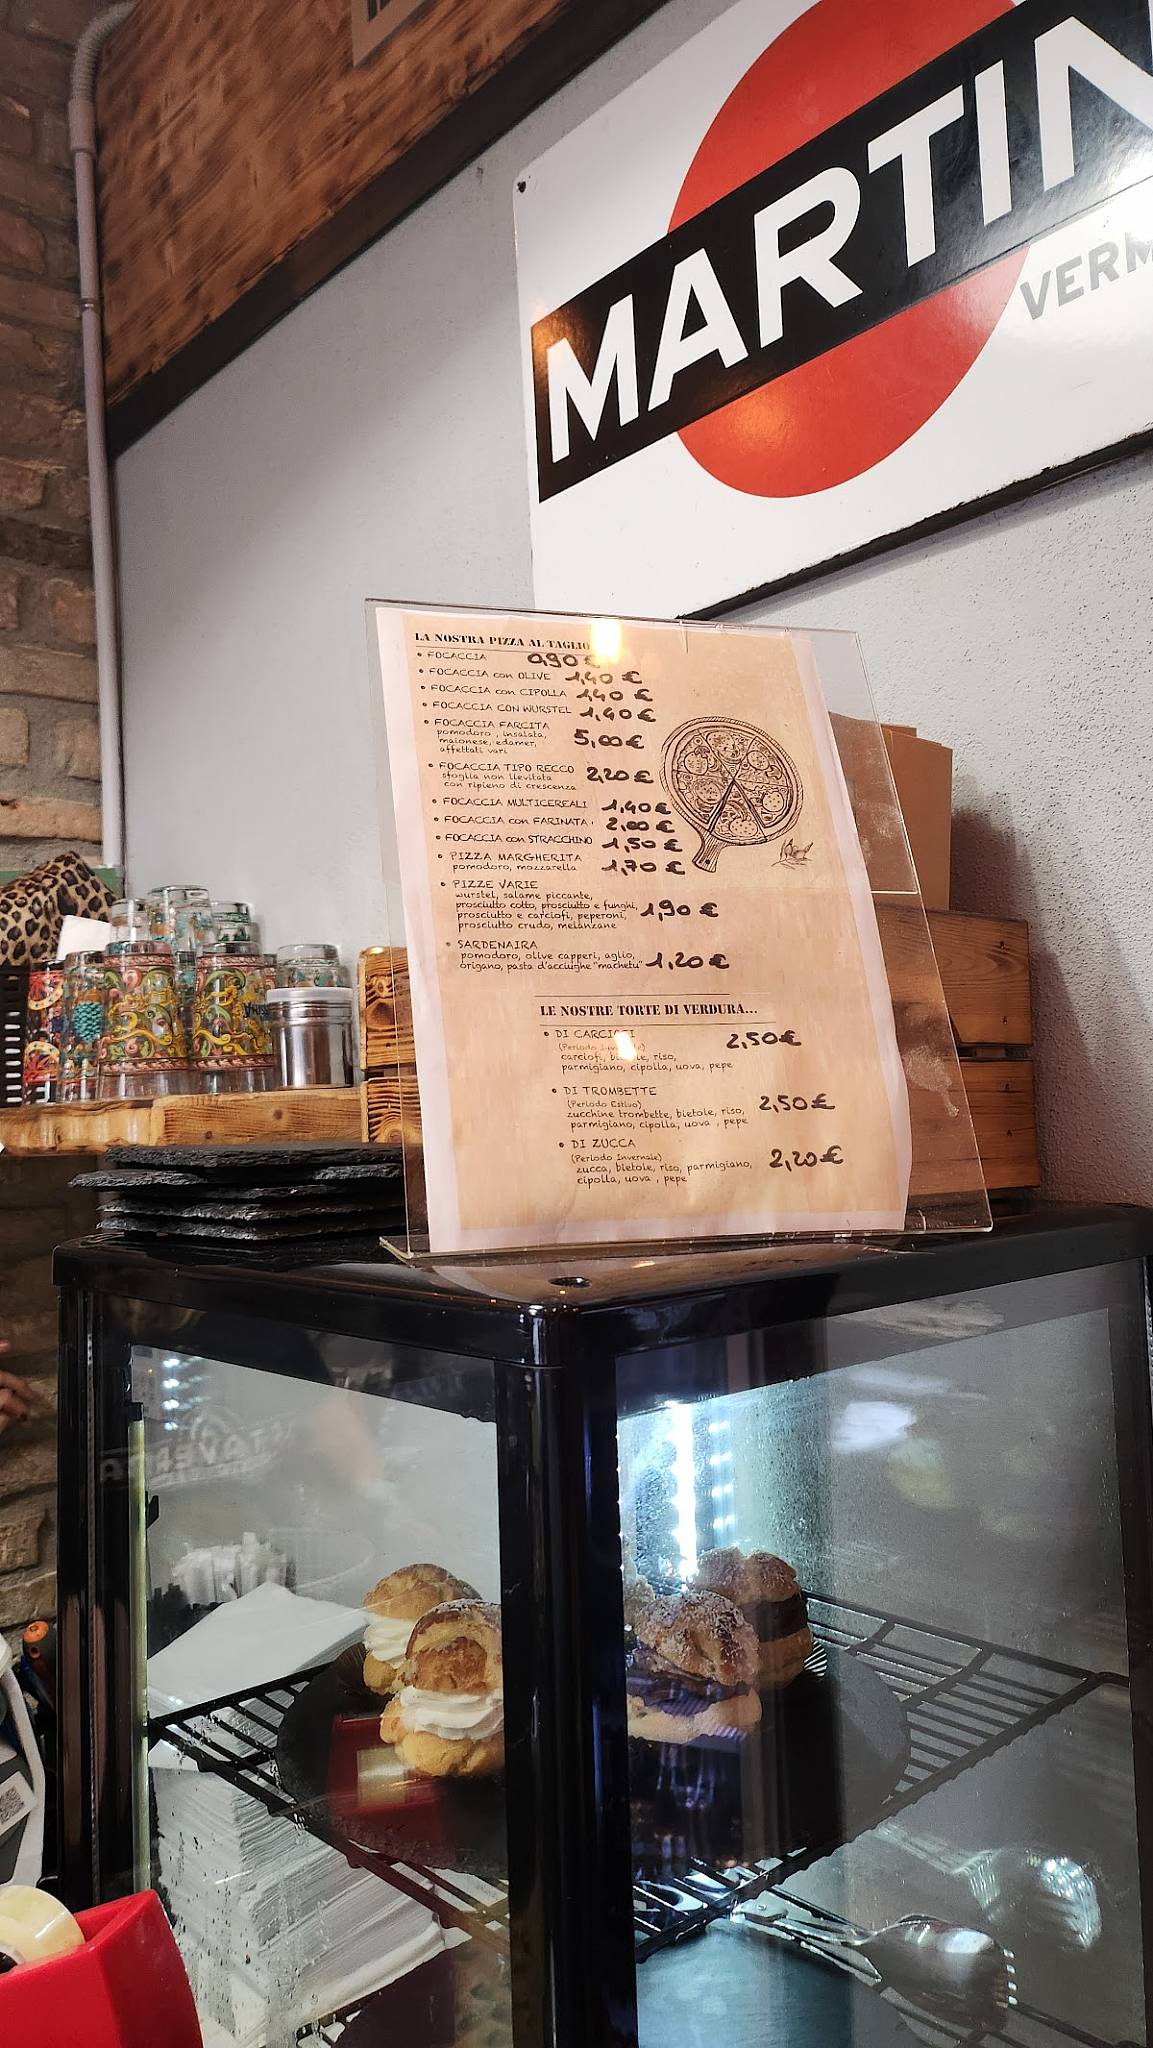 MARTIN
VERM
LA NOSTRA PIZZA AL TAGLIO
• FOCACCIA 0,90 €
• FOCACCIA con OLIVE 1,40 €
• FOCACCIA con CIPOLLA 1,40 €
• FOCACCIA CON WURSTEL 1,40 €
• FOCACCIA FARCITA
pomodoro , insalata, 5,00 €
maionese, edamer,
affettati vari
• FOCACCIA TIPO RECCO 2,20 €
sfoglia non lievitata
con ripieno di crescenza
• FOCACCIA MULTICEREALI 1,40 €
• FOCACCIA con FARINATA 2,00 €
• FOCACCIA con STRACCHINO 1,50 €
• PIZZA MARGHERITA 1,70 €
pomodoro, mozzarella
• PIZZE VARIE
wurstel, salame piccante,
prosciutto cotto, prosciutto e funghi, 1,90 €
prosciutto e carciofi, peperoni,
prosciutto crudo, melanzane
• SARDENAIRA
pomodoro, olive capperi, aglio, 1,20 €
origano, pasta d'acciughe "machetu"
LE NOSTRE TORTE DI VERDURA...
• DI CARCIOFI 2,50 €
(Periodo Invernale)
carciofi, bietole, riso,
parmigiano, cipolla, uova, pepe
• DI TROMBETTE
(Periodo Estivo) 2,50 €
zucchine trombette, bietole, riso,
parmigiano, cipolla, uova , pepe
• DI ZUCCA
(Periodo Invernale) 2,20 €
zucca, bietole, riso, parmigiano,
cipolla, uova , pepe